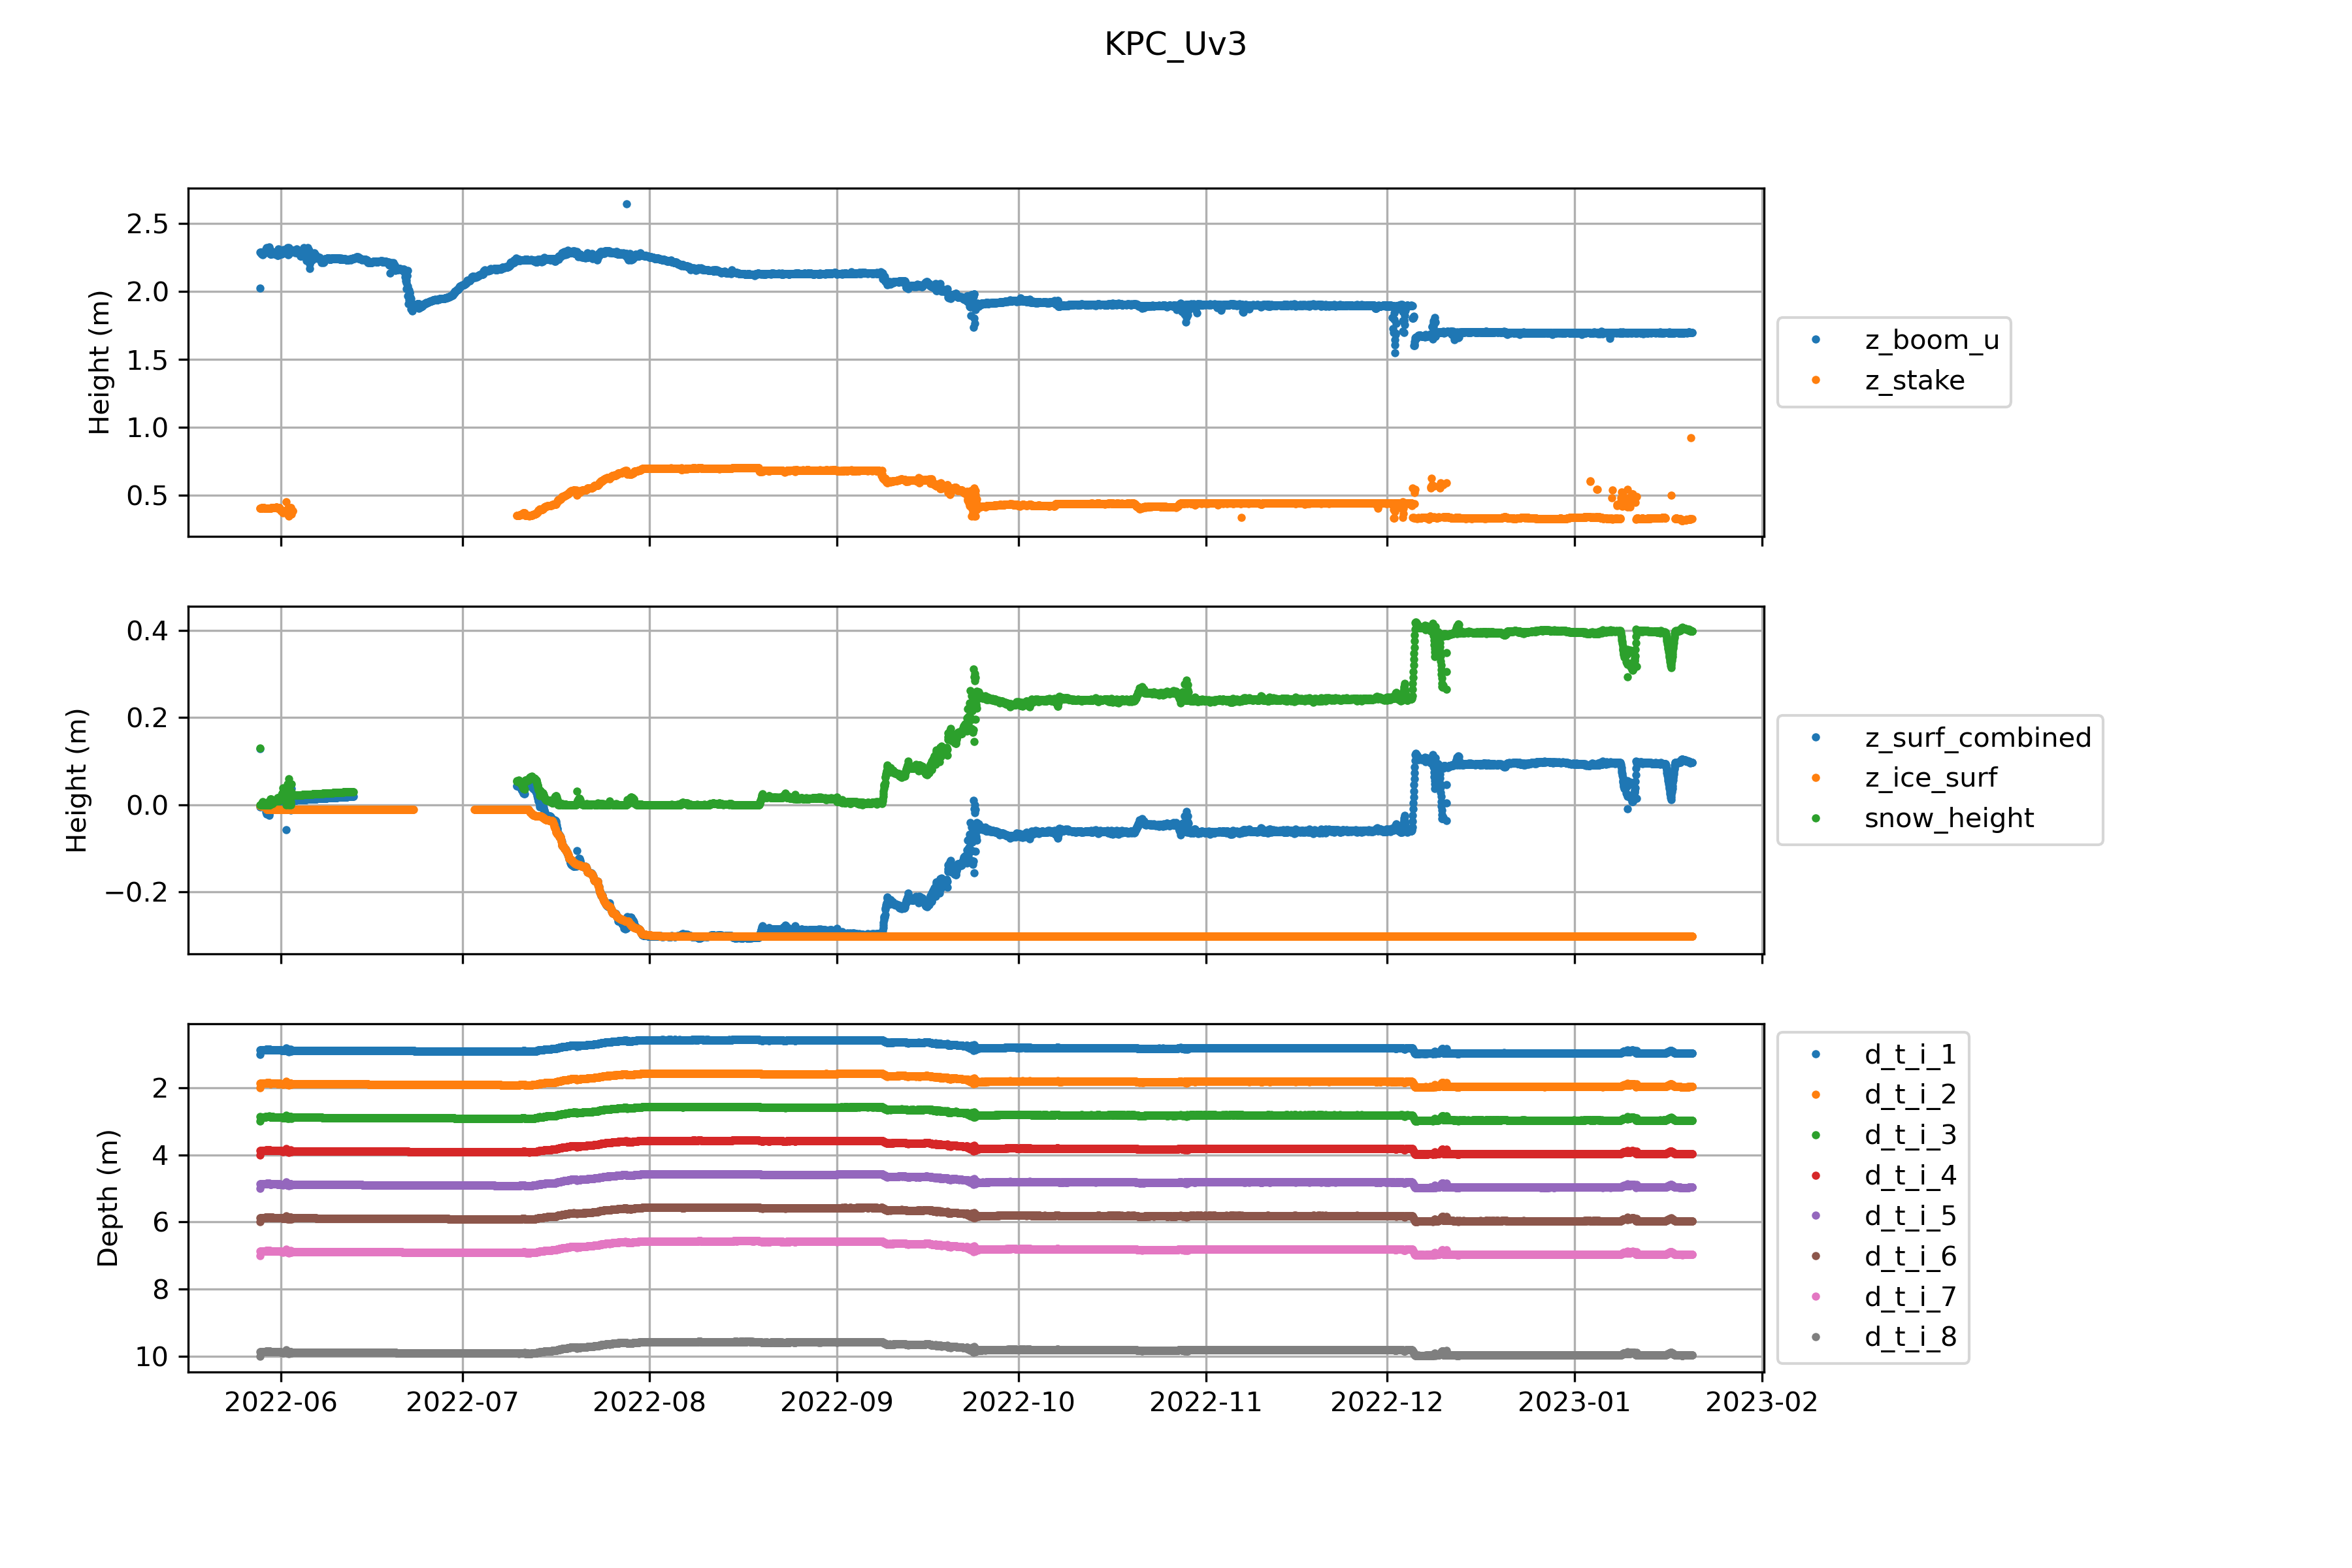 KPC_Uv3
Height (m)
2.5
2.0
1.5
1.0
0.5
z_boom_u
z_stake
Height (m)
0.4
0.2
0.0
−0.2
z_surf_combined
z_ice_surf
snow_height
Depth (m)
2
4
6
8
10
d_t_i_1
d_t_i_2
d_t_i_3
d_t_i_4
d_t_i_5
d_t_i_6
d_t_i_7
d_t_i_8
2022-06 2022-07 2022-08 2022-09 2022-10 2022-11 2022-12 2023-01 2023-02